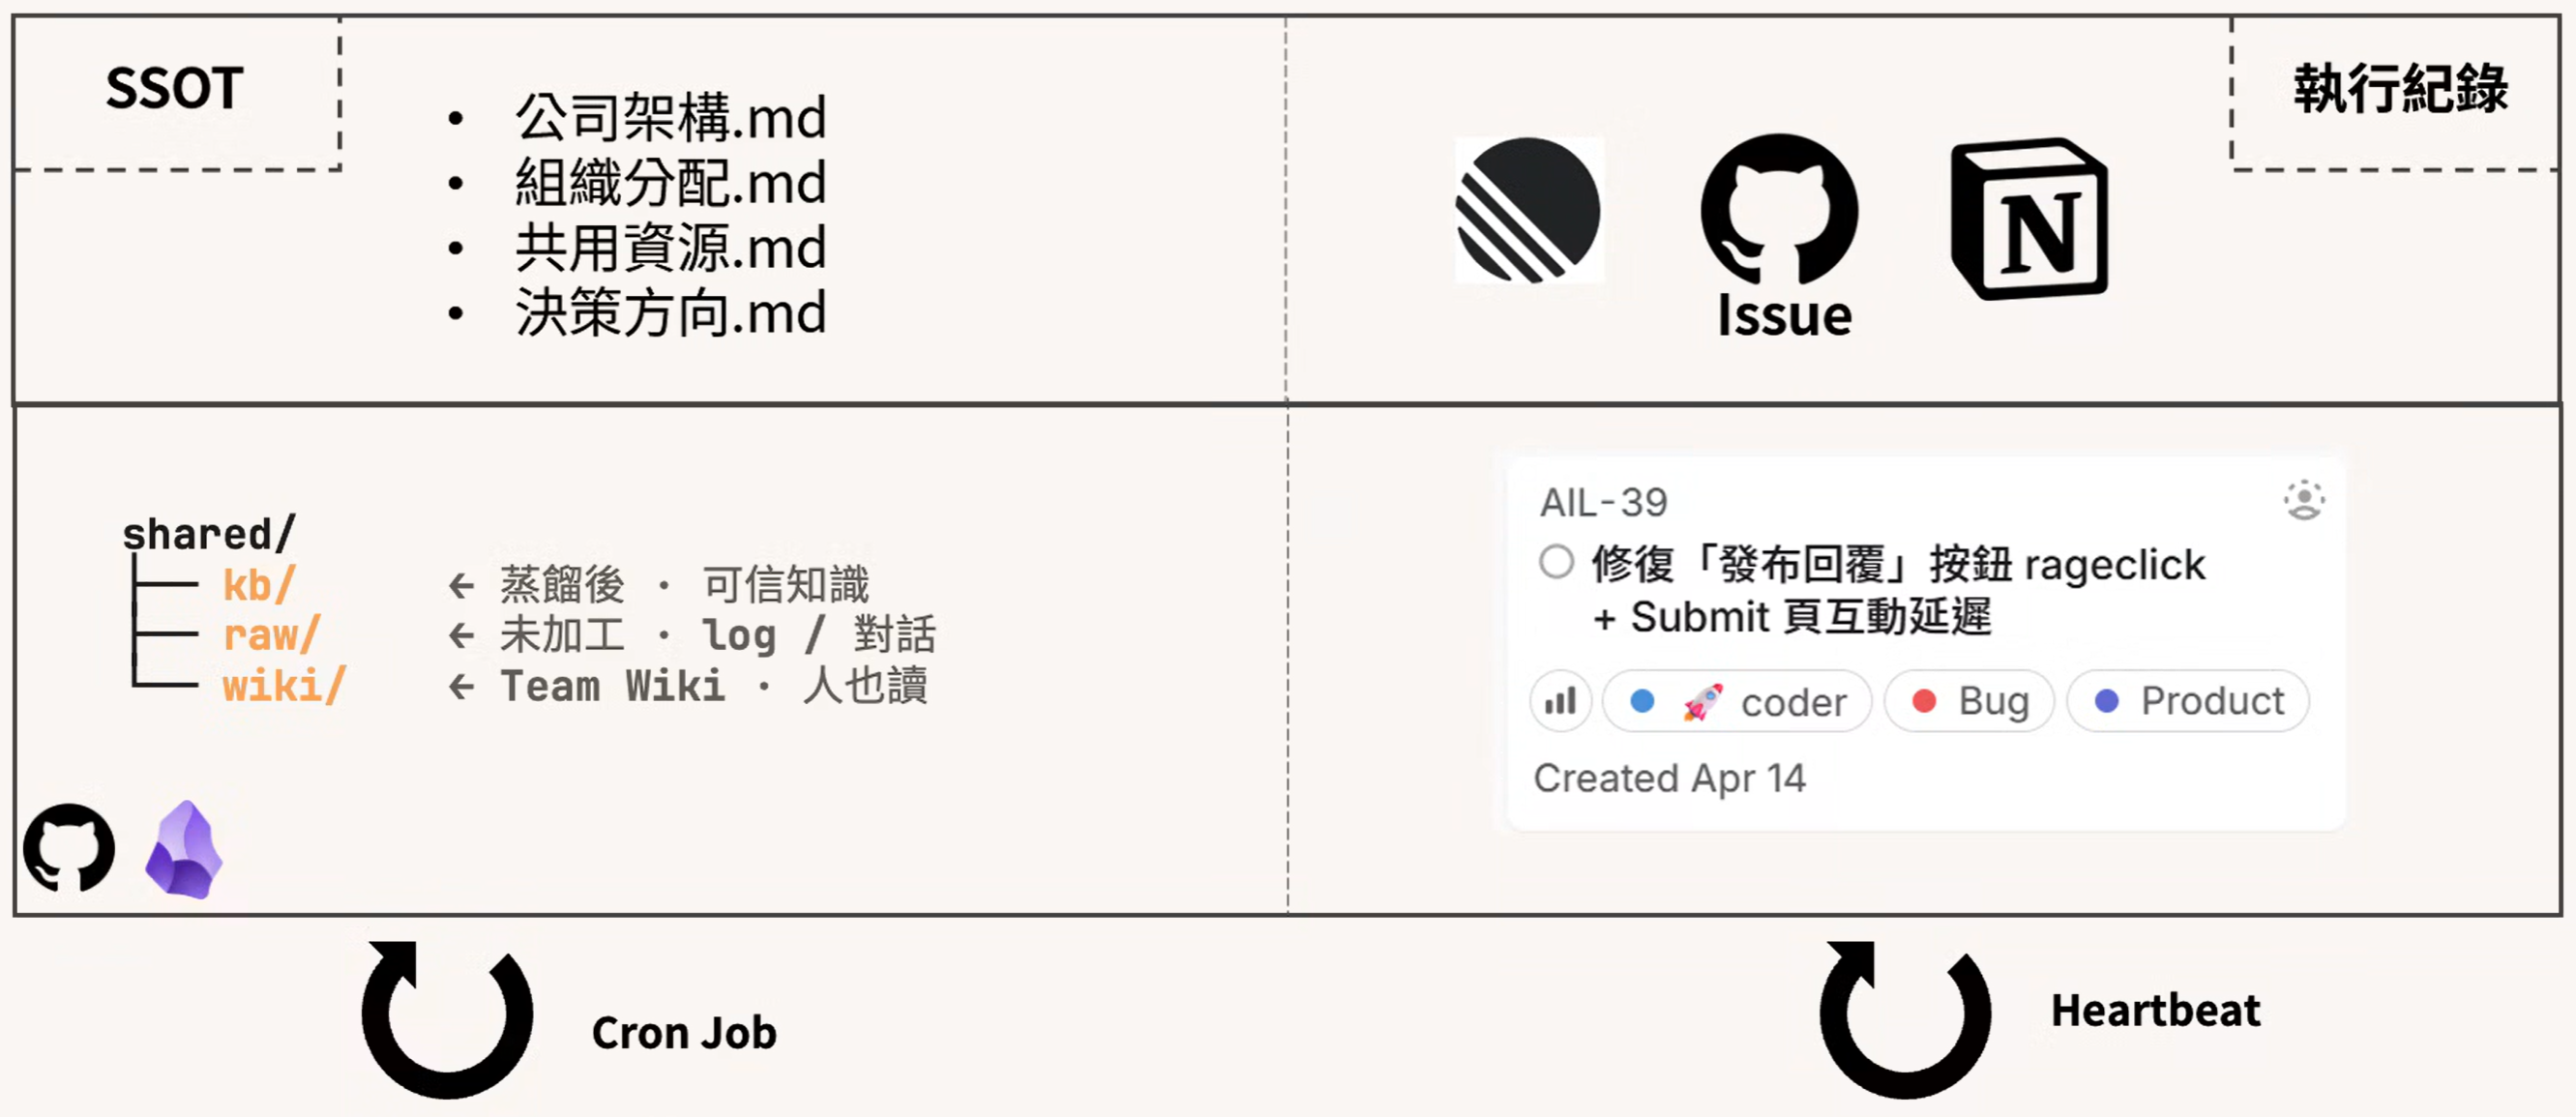 SSOT
• 公司架構.md
• 組織分配.md
• 共用資源.md
• 決策方向.md
執行紀錄
N
Issue
shared/
kb/ ← 蒸餾後 · 可信知識
raw/ ← 未加工 · log / 對話
wiki/ ← Team Wiki · 人也讀
AIL-39
修復「發布回覆」按鈕 rageclick
+ Submit 頁互動延遲
coder Bug Product
Created Apr 14
Cron Job
Heartbeat